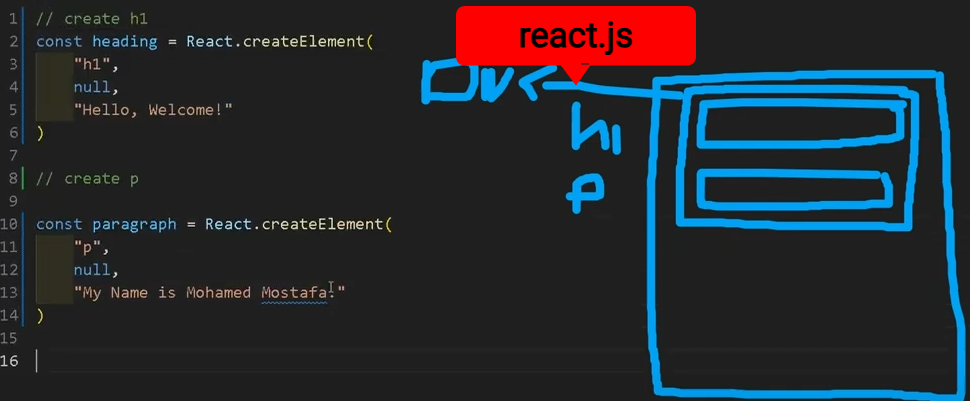 react.js
1 // create h1
2 const heading = React.createElement(
3 "h1",
4 null,
5 "Hello, Welcome!"
6 )
7
8 // create p
9
10 const paragraph = React.createElement(
11 "p",
12 null,
13 "My Name is Mohamed Mostafa."
14 )
15
16
h1
p